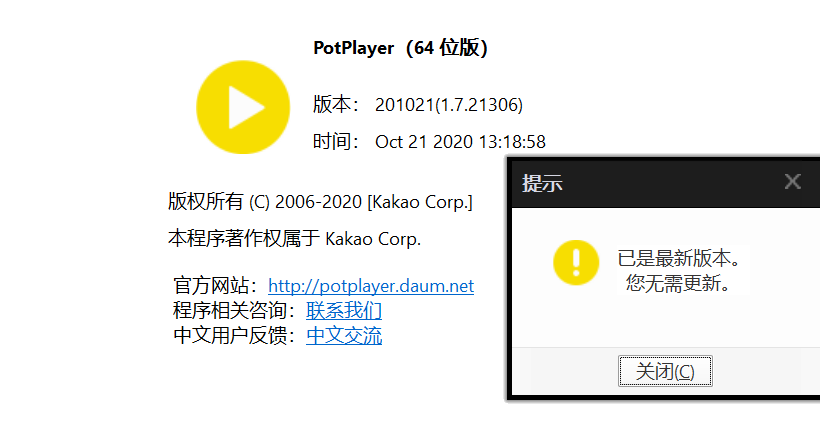 PotPlayer（64 位版）
版本： 201021(1.7.21306)
时间： Oct 21 2020 13:18:58
版权所有 (C) 2006-2020 [Kakao Corp.]
本程序著作权属于 Kakao Corp.
官方网站：http://potplayer.daum.net
程序相关咨询：联系我们
中文用户反馈：中文交流
提示
已是最新版本。
您无需更新。
关闭(C)